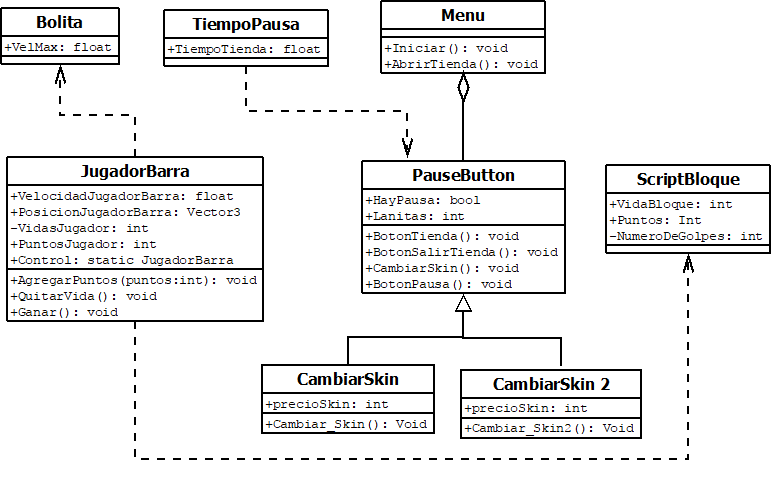 Bolita
+VelMax: float
TiempoPausa
+TiempoTienda: float
Menu
+Iniciar(): void
+AbrirTienda(): void
JugadorBarra
+VelocidadJugadorBarra: float
+PosicionJugadorBarra: Vector3
-VidasJugador: int
+PuntosJugador: int
+Control: static JugadorBarra
+AgregarPuntos(puntos:int): void
+QuitarVida(): void
+Ganar(): void
PauseButton
+HayPausa: bool
+Lanitas: int
+BotonTienda(): void
+BotonSalirTienda(): void
+CambiarSkin(): void
+BotonPausa(): void
ScriptBloque
+VidaBloque: int
+Puntos: Int
-NumeroDeGolpes: int
CambiarSkin
+precioSkin: int
+Cambiar_Skin(): Void
CambiarSkin 2
+precioSkin: int
+Cambiar_Skin2(): Void